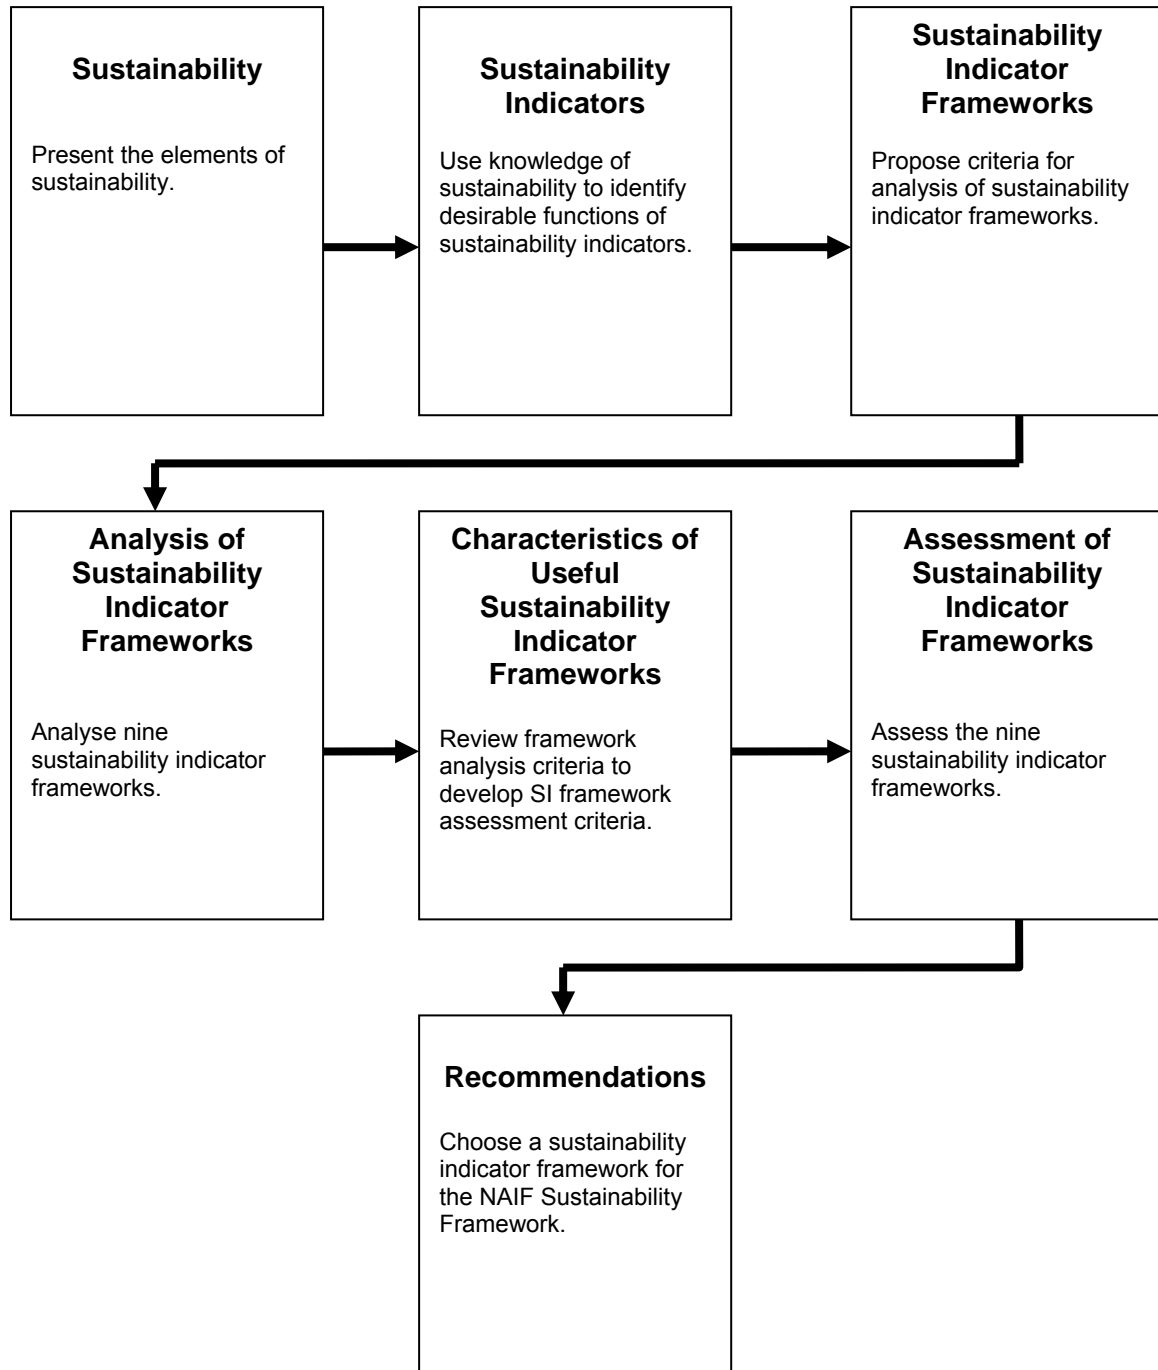 Sustainability
Present the elements of
sustainability.
Sustainability
Indicators
Use knowledge of
sustainability to identify
desirable functions of
sustainability indicators.
Sustainability
Indicator
Frameworks
Propose criteria for
analysis of sustainability
indicator frameworks.
Analysis of
Sustainability
Indicator
Frameworks
Analyse nine
sustainability indicator
frameworks.
Characteristics of
Useful
Sustainability
Indicator
Frameworks
Review framework
analysis criteria to
develop SI framework
assessment criteria.
Assessment of
Sustainability
Indicator
Frameworks
Assess the nine
sustainability indicator
frameworks.
Recommendations
Choose a sustainability
indicator framework for
the NAIF Sustainability
Framework.